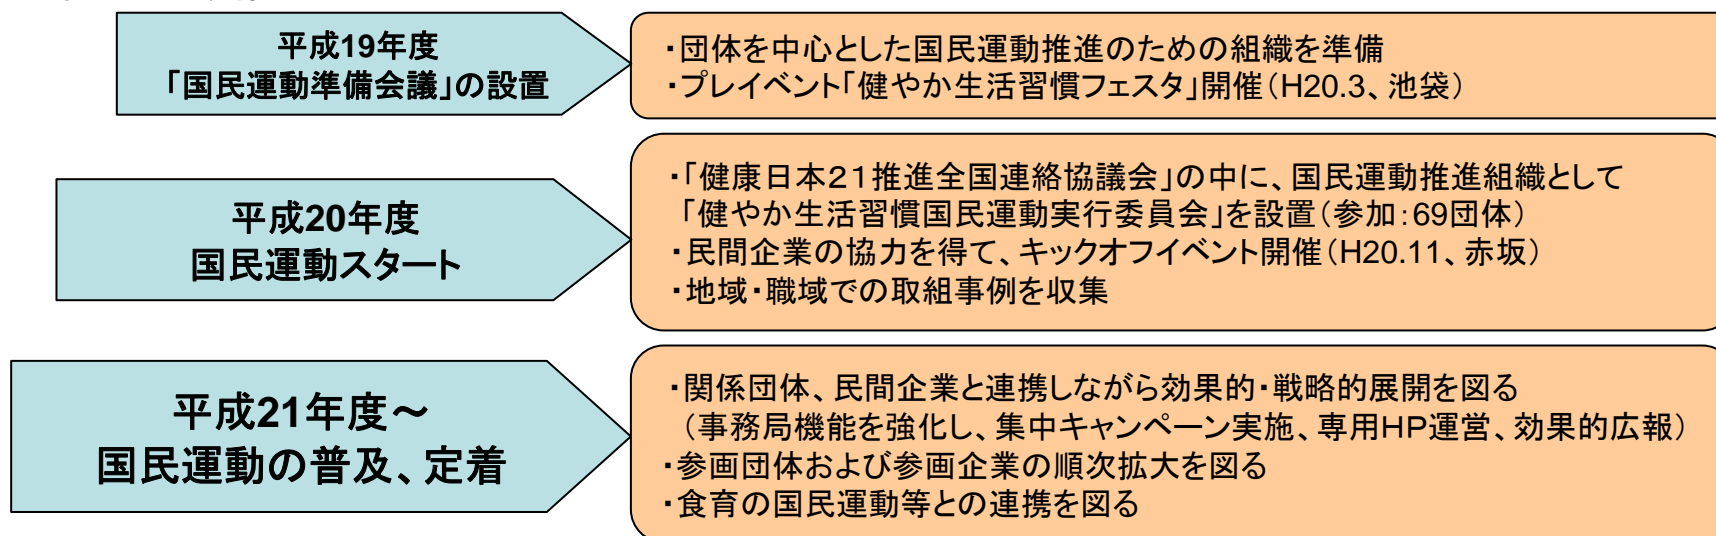 平成19年度
「国民運動準備会議」の設置
・団体を中心とした国民運動推進のための組織を準備
・プレイベント「健やか生活習慣フェスタ」開催（H20.3、池袋）
平成20年度
国民運動スタート
・「健康日本２１推進全国連絡協議会」の中に、国民運動推進組織として
「健やか生活習慣国民運動実行委員会」を設置（参加：69団体）
・民間企業の協力を得て、キックオフイベント開催（H20.11、赤坂）
・地域・職域での取組事例を収集
平成21年度～
国民運動の普及、定着
・関係団体、民間企業と連携しながら効果的・戦略的展開を図る
（事務局機能を強化し、集中キャンペーン実施、専用HP運営、効果的広報）
・参画団体および参画企業の順次拡大を図る
・食育の国民運動等との連携を図る